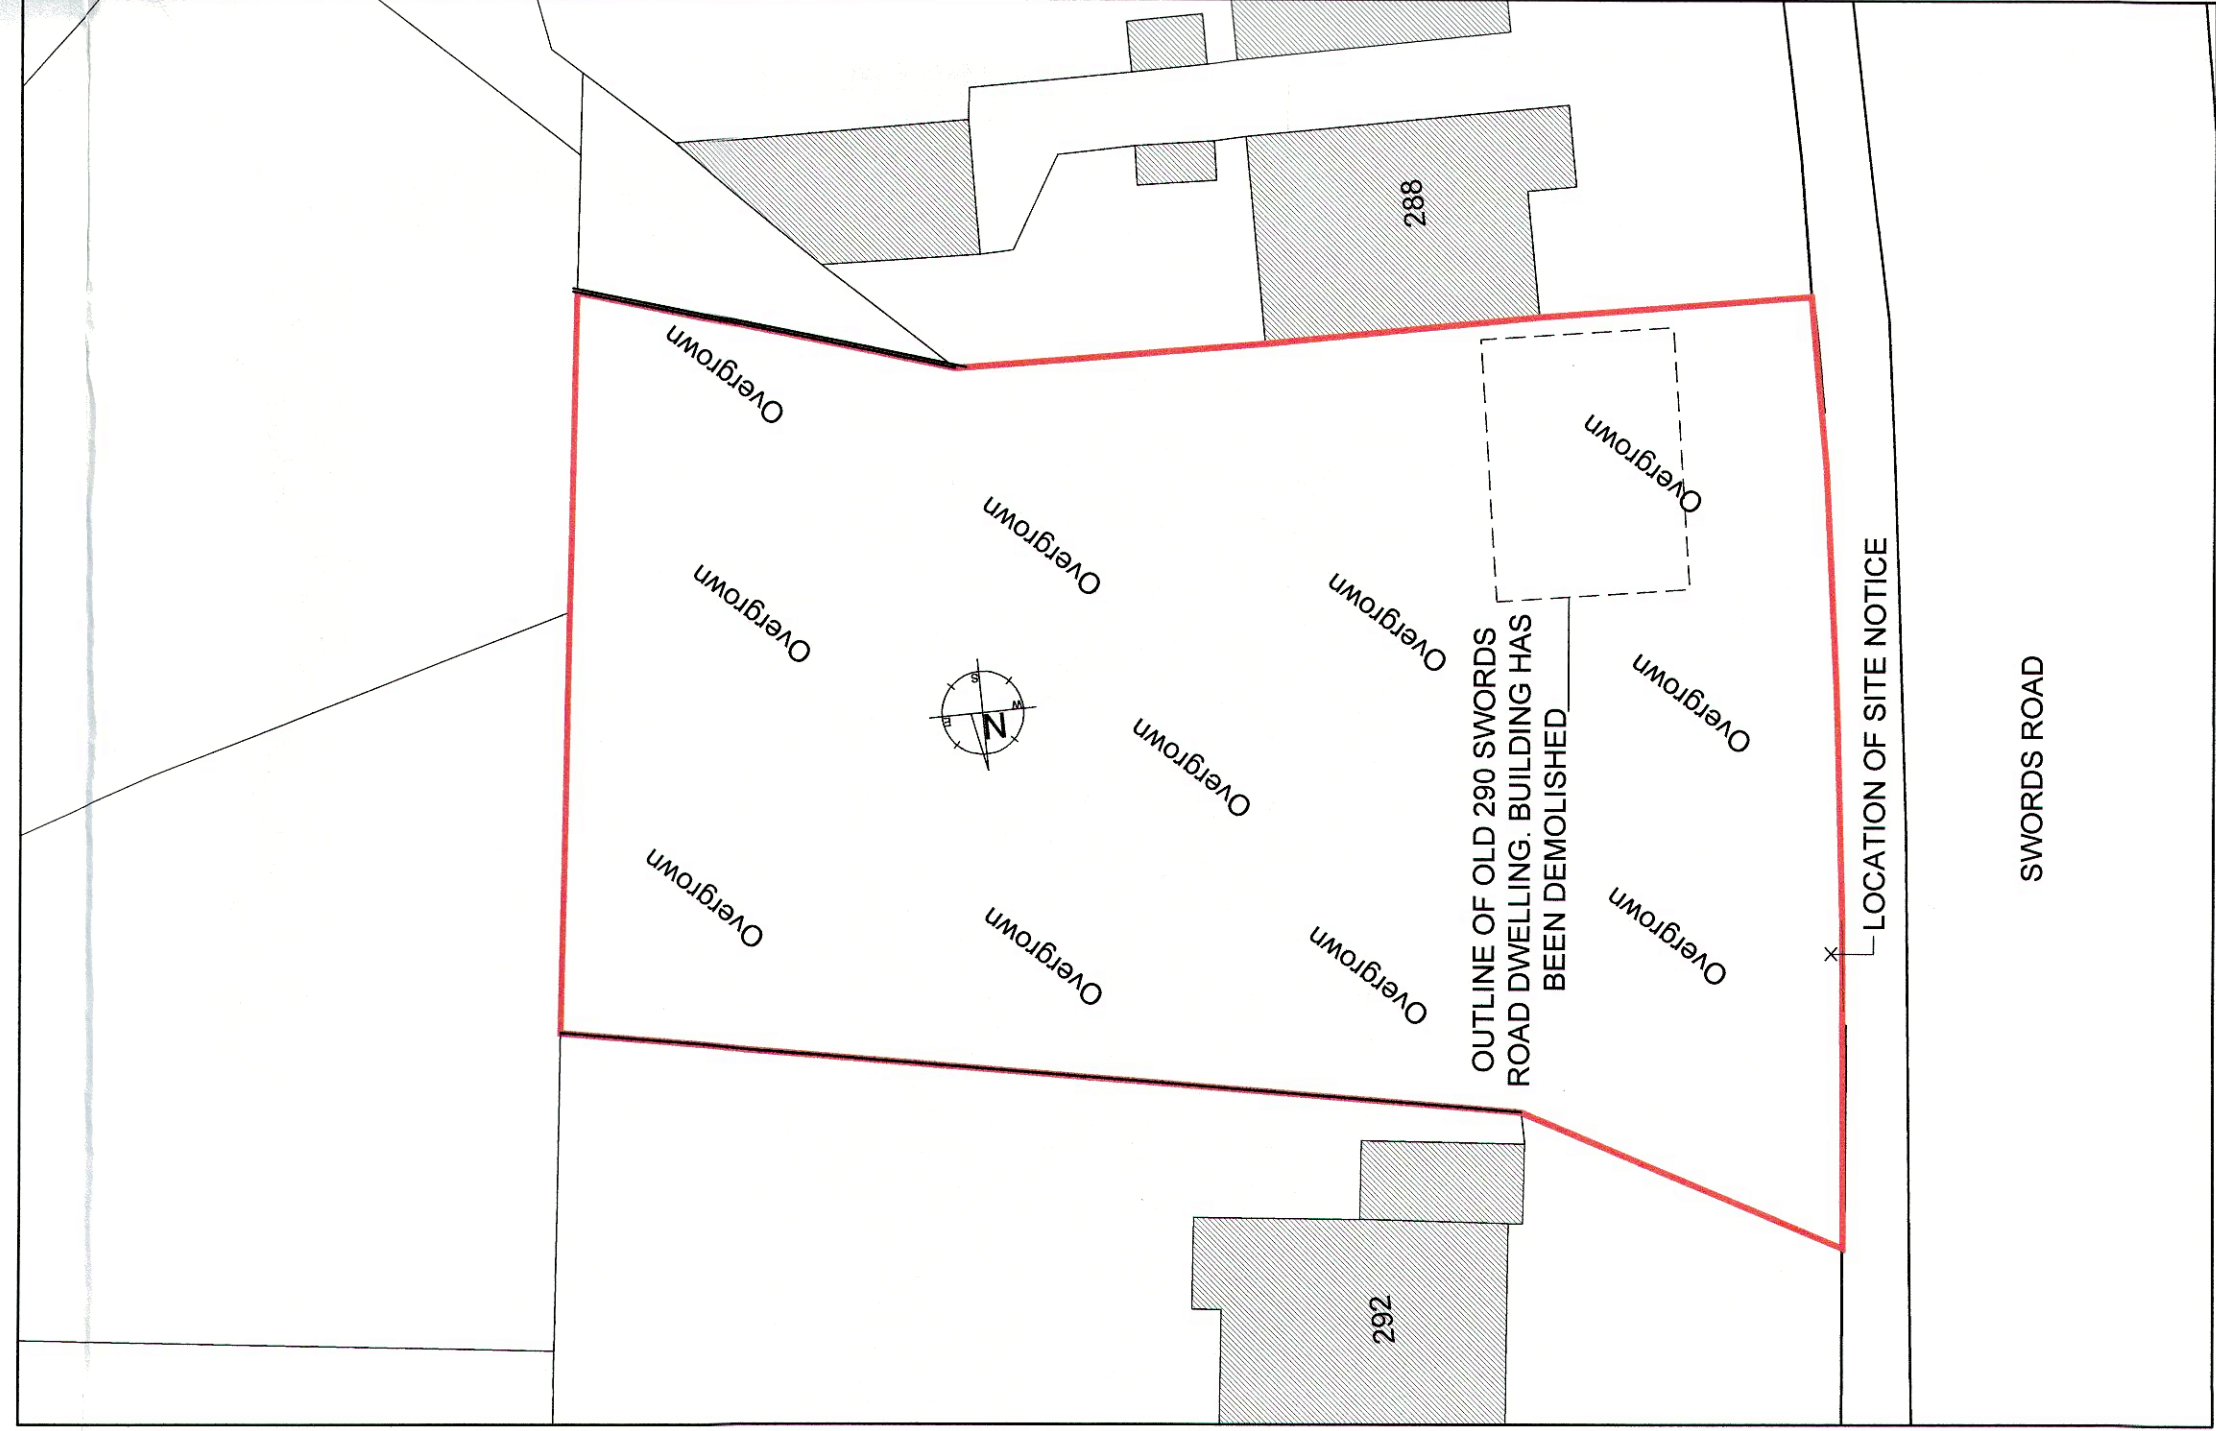 288
Overgrown
Overgrown
Overgrown
Overgrown
Overgrown
Overgrown
Overgrown
Overgrown
Overgrown
Overgrown
Overgrown
S
E
W
N
OUTLINE OF OLD 290 SWORDS
ROAD DWELLING. BUILDING HAS
BEEN DEMOLISHED
LOCATION OF SITE NOTICE
SWORDS ROAD
292